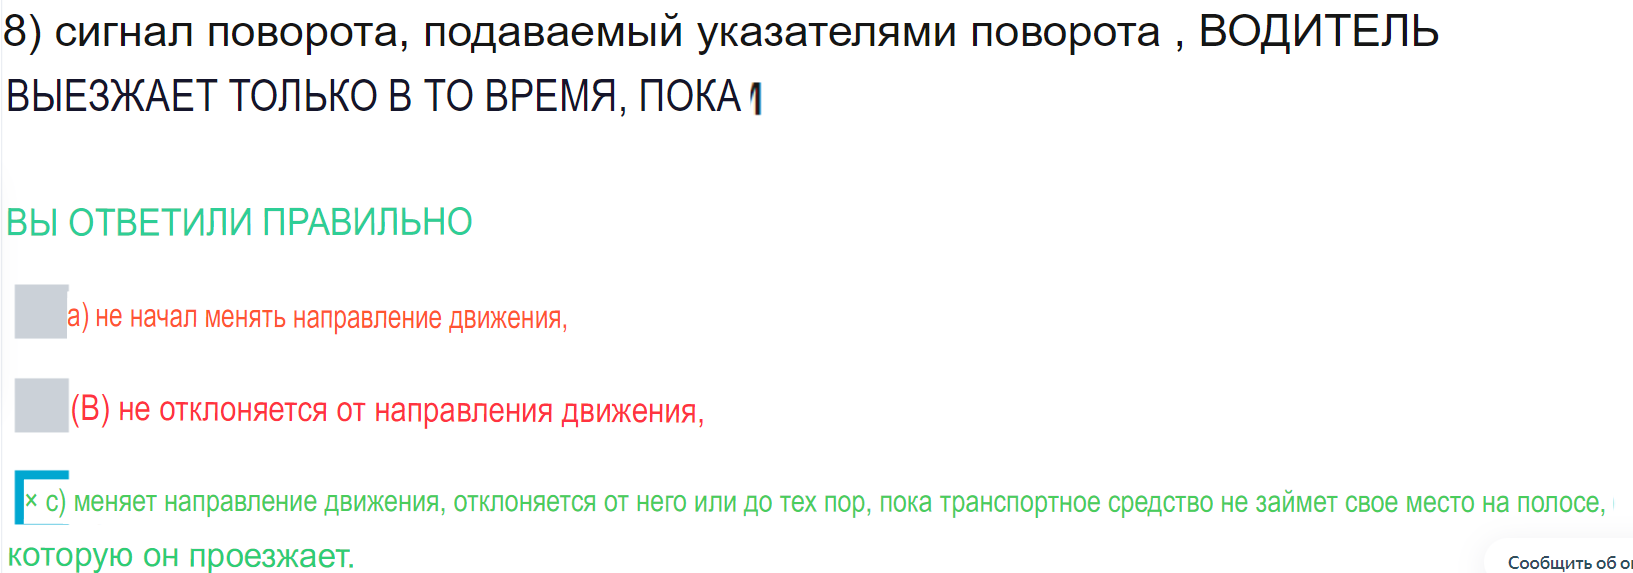 8) сигнал поворота, подаваемый указателями поворота , ВОДИТЕЛЬ
ВЫЕЗЖАЕТ ТОЛЬКО В ТО ВРЕМЯ, ПОКА
ВЫ ОТВЕТИЛИ ПРАВИЛЬНО
а) не начал менять направление движения,
(В) не отклоняется от направления движения,
× с) меняет направление движения, отклоняется от него или до тех пор, пока транспортное средство не займет свое место на полосе,
которую он проезжает.
Сообщить об